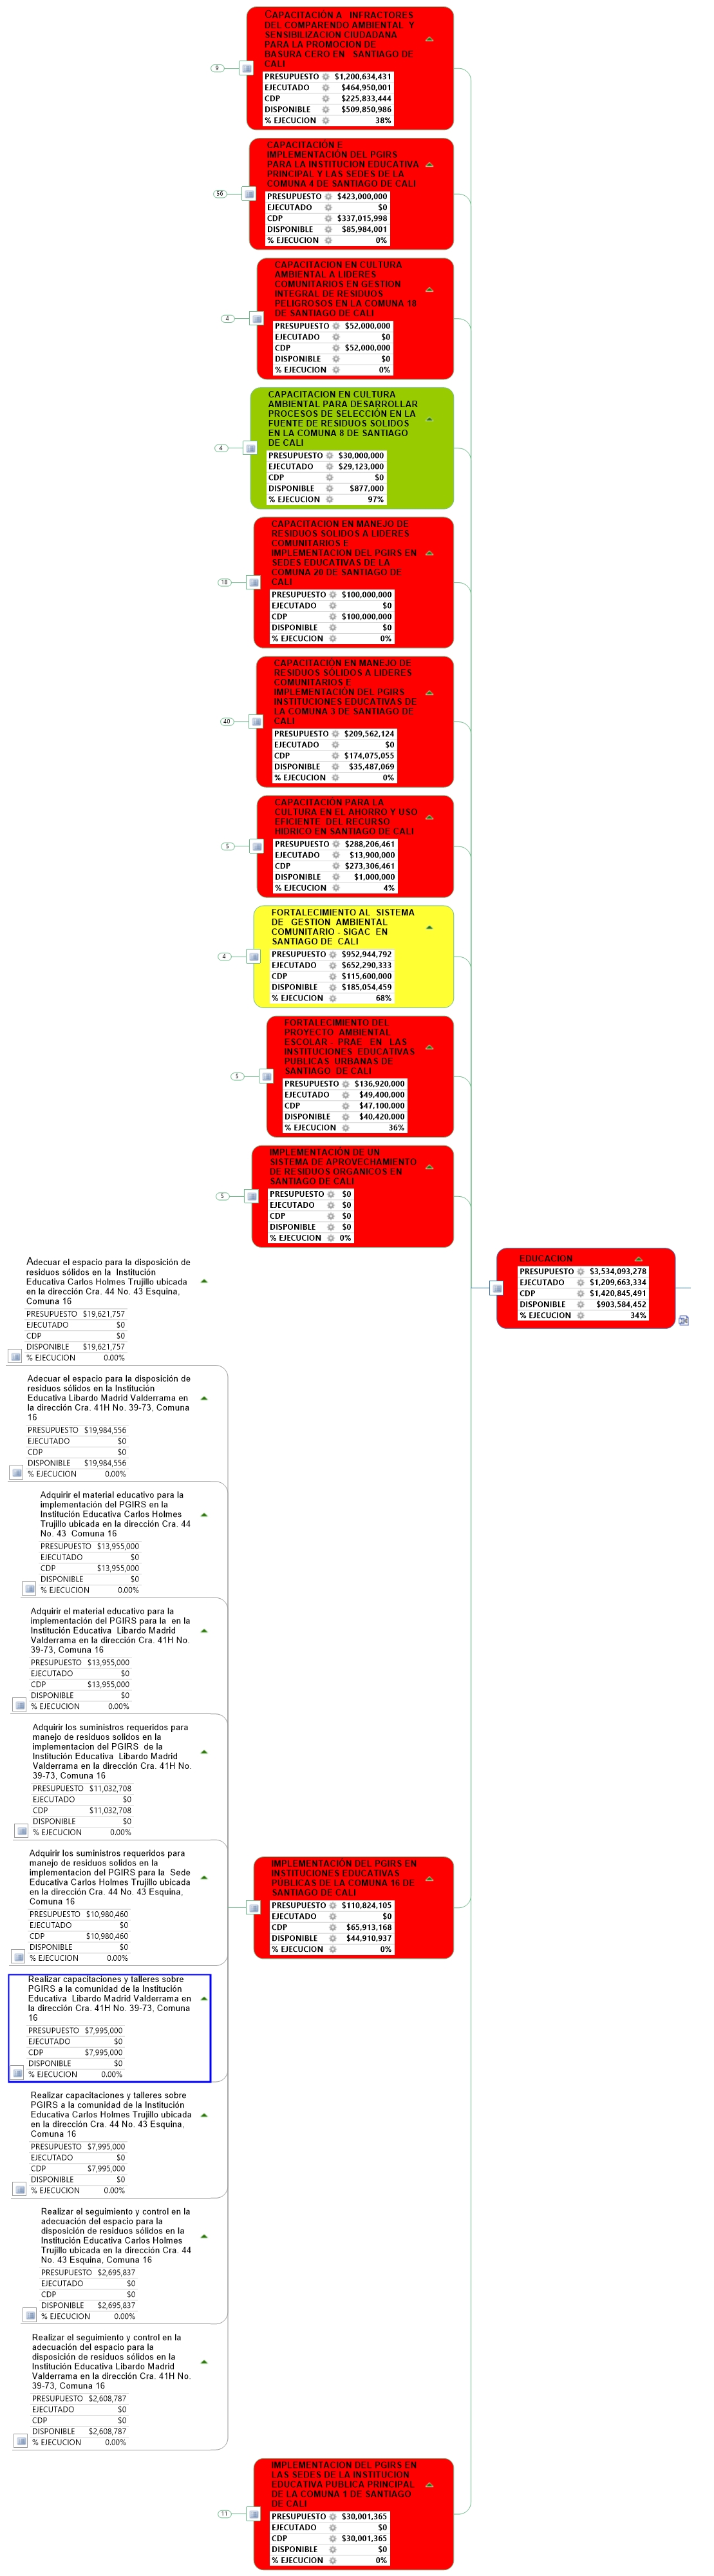 CAPACITACIÓN A INFRACTORES
DEL COMPARENDO AMBIENTAL Y
SENSIBILIZACION CIUDADANA
PARA LA PROMOCIÓN DE
BASURA CERO EN SANTIAGO DE
CALI
PRESUPUESTO $1,200,634,431
EJECUTADO $464,950,001
CDP $225,833,444
DISPONIBLE $509,850,986
% EJECUCION 38%
9
CAPACITACIÓN E
IMPLEMENTACIÓN DEL PGIRS
PARA LA INSTITUCION EDUCATIVA
PRINCIPAL Y LAS SEDES DE LA
COMUNA 4 DE SANTIAGO DE CALI
PRESUPUESTO $423,000,000
EJECUTADO $0
CDP $337,015,998
DISPONIBLE $85,984,001
% EJECUCION 0%
56
CAPACITACION EN CULTURA
AMBIENTAL A LIDERES
COMUNITARIOS EN GESTION
INTEGRAL DE RESIDUOS
PELIGROSOS EN LA COMUNA 18
DE SANTIAGO DE CALI
PRESUPUESTO $52,000,000
EJECUTADO $0
CDP $52,000,000
DISPONIBLE $0
% EJECUCION 0%
4
CAPACITACION EN CULTURA
AMBIENTAL PARA DESARROLLAR
PROCESOS DE SELECCIÓN EN LA
FUENTE DE RESIDUOS SOLIDOS
EN LA COMUNA 8 DE SANTIAGO
DE CALI
PRESUPUESTO $30,000,000
EJECUTADO $29,123,000
CDP $0
DISPONIBLE $877,000
% EJECUCION 97%
4
CAPACITACION EN MANEJO DE
RESIDUOS SOLIDOS A LIDERES
COMUNITARIOS E
IMPLEMENTACION DEL PGIRS EN
SEDES EDUCATIVAS DE LA
COMUNA 20 DE SANTIAGO DE
CALI
PRESUPUESTO $100,000,000
EJECUTADO $0
CDP $100,000,000
DISPONIBLE $0
% EJECUCION 0%
18
CAPACITACIÓN EN MANEJO DE
RESIDUOS SÓLIDOS A LIDERES
COMUNITARIOS E
IMPLEMENTACIÓN DEL PGIRS
INSTITUCIONES EDUCATIVAS DE
LA COMUNA 3 DE SANTIAGO DE
CALI
PRESUPUESTO $209,562,124
EJECUTADO $0
CDP $174,075,055
DISPONIBLE $35,487,069
% EJECUCION 0%
40
CAPACITACIÓN PARA LA
CULTURA EN EL AHORRO Y USO
EFICIENTE DEL RECURSO
HIDRICO EN SANTIAGO DE CALI
PRESUPUESTO $288,206,461
EJECUTADO $13,900,000
CDP $273,306,461
DISPONIBLE $1,000,000
% EJECUCION 4%
5
FORTALECIMIENTO AL SISTEMA
DE GESTION AMBIENTAL
COMUNITARIO - SIGAC EN
SANTIAGO DE CALI
PRESUPUESTO $952,944,792
EJECUTADO $652,290,333
CDP $115,600,000
DISPONIBLE $185,054,459
% EJECUCION 68%
4
FORTALECIMIENTO DEL
PROYECTO AMBIENTAL
ESCOLAR - PRAE EN LAS
INSTITUCIONES EDUCATIVAS
PUBLICAS URBANAS DE
SANTIAGO DE CALI
PRESUPUESTO $136,920,000
EJECUTADO $49,400,000
CDP $47,100,000
DISPONIBLE $40,420,000
% EJECUCION 36%
5
IMPLEMENTACIÓN DE UN
SISTEMA DE APROVECHAMIENTO
DE RESIDUOS ORGANICOS EN
SANTIAGO DE CALI
PRESUPUESTO $0
EJECUTADO $0
CDP $0
DISPONIBLE $0
% EJECUCION 0%
5
EDUCACION
PRESUPUESTO $3,534,093,278
EJECUTADO $1,209,663,334
CDP $1,420,845,491
DISPONIBLE $903,584,452
% EJECUCION 34%
Adecuar el espacio para la disposición de
residuos sólidos en la Institución
Educativa Carlos Holmes Trujillo ubicada
en la dirección Cra. 44 No. 43 Esquina,
Comuna 16
PRESUPUESTO $19,621,757
EJECUTADO $0
CDP $0
DISPONIBLE $19,621,757
% EJECUCION 0.00%
Adecuar el espacio para la disposición de
residuos sólidos en la Institución
Educativa Libardo Madrid Valderrama en
la dirección Cra. 41H No. 39-73, Comuna
16
PRESUPUESTO $19,984,556
EJECUTADO $0
CDP $0
DISPONIBLE $19,984,556
% EJECUCION 0.00%
Adquirir el material educativo para la
implementación del PGIRS en la
Institución Educativa Carlos Holmes
Trujillo ubicada en la dirección Cra. 44
No. 43 Comuna 16
PRESUPUESTO $13,955,000
EJECUTADO $0
CDP $13,955,000
DISPONIBLE $0
% EJECUCION 0.00%
Adquirir el material educativo para la
implementación del PGIRS para la en la
Institución Educativa Libardo Madrid
Valderrama en la dirección Cra. 41H No.
39-73, Comuna 16
PRESUPUESTO $13,955,000
EJECUTADO $0
CDP $13,955,000
DISPONIBLE $0
% EJECUCION 0.00%
Adquirir los suministros requeridos para
manejo de residuos solidos en la
implementacion del PGIRS de la
Institución Educativa Libardo Madrid
Valderrama en la dirección Cra. 41H No.
39-73, Comuna 16
PRESUPUESTO $11,032,708
EJECUTADO $0
CDP $11,032,708
DISPONIBLE $0
% EJECUCION 0.00%
Adquirir los suministros requeridos para
manejo de residuos solidos en la
implementacion del PGIRS para la Sede
Educativa Carlos Holmes Trujillo ubicada
en la dirección Cra. 44 No. 43 Esquina,
Comuna 16
PRESUPUESTO $10,980,460
EJECUTADO $0
CDP $10,980,460
DISPONIBLE $0
% EJECUCION 0.00%
IMPLEMENTACIÓN DEL PGIRS EN
INSTITUCIONES EDUCATIVAS
PÚBLICAS DE LA COMUNA 16 DE
SANTIAGO DE CALI
PRESUPUESTO $110,824,105
EJECUTADO $0
CDP $65,913,168
DISPONIBLE $44,910,937
% EJECUCION 0%
Realizar capacitaciones y talleres sobre
PGIRS a la comunidad de la Institución
Educativa Libardo Madrid Valderrama en
la dirección Cra. 41H No. 39-73, Comuna
16
PRESUPUESTO $7,995,000
EJECUTADO $0
CDP $7,995,000
DISPONIBLE $0
% EJECUCION 0.00%
Realizar capacitaciones y talleres sobre
PGIRS a la comunidad de la Institución
Educativa Carlos Holmes Trujillo ubicada
en la dirección Cra. 44 No. 43 Esquina,
Comuna 16
PRESUPUESTO $7,995,000
EJECUTADO $0
CDP $7,995,000
DISPONIBLE $0
% EJECUCION 0.00%
Realizar el seguimiento y control en la
adecuación del espacio para la
disposición de residuos sólidos en la
Institución Educativa Carlos Holmes
Trujillo ubicada en la dirección Cra. 44
No. 43 Esquina, Comuna 16
PRESUPUESTO $2,695,837
EJECUTADO $0
CDP $0
DISPONIBLE $2,695,837
% EJECUCION 0.00%
Realizar el seguimiento y control en la
adecuación del espacio para la
disposición de residuos sólidos en la
Institución Educativa Libardo Madrid
Valderrama en la dirección Cra. 41H No.
39-73, Comuna 16
PRESUPUESTO $2,608,787
EJECUTADO $0
CDP $0
DISPONIBLE $2,608,787
% EJECUCION 0.00%
IMPLEMENTACION DEL PGIRS EN
LAS SEDES DE LA INSTITUCION
EDUCATIVA PUBLICA PRINCIPAL
DE LA COMUNA 1 DE SANTIAGO
DE CALI
PRESUPUESTO $30,001,365
EJECUTADO $0
CDP $30,001,365
DISPONIBLE $0
% EJECUCION 0%
11